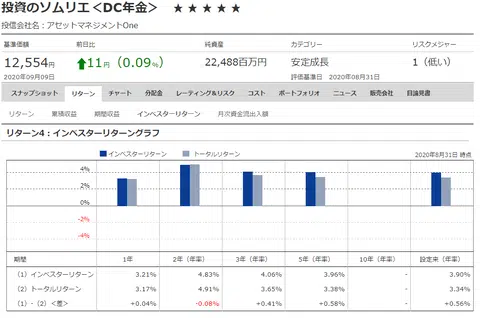 投資のソムリエ＜DC年金＞ ★★★★★
投信会社名：アセットマネジメントOne
基準価額 前日比 純資産 カテゴリー リスクメジャー
12,554円 11円（0.09%） 22,488百万円 安定成長 1（低い）
2020年09月09日 評価基準日 2020年08月31日
スナップショット リターン チャート 分配金 レーティング&リスク コスト ポートフォリオ ニュース 販売会社 目論見書
リターン 累積収益 期間収益 インベスターリターン 月次資金流出入額
リターン4：インベスターリターングラフ
インベスターリターン トータルリターン 2020年8月31日 時点
4%
2%
0%
-2%
-4%
期間 1年 2年（年率） 3年（年率） 5年（年率） 10年（年率） 設定来（年率）
（1）インベスターリターン 3.21% 4.83% 4.06% 3.96% - 3.90%
（2）トータルリターン 3.17% 4.91% 3.65% 3.38% - 3.34%
（1）-（2）＜差＞ +0.04% -0.08% +0.41% +0.58% - +0.56%